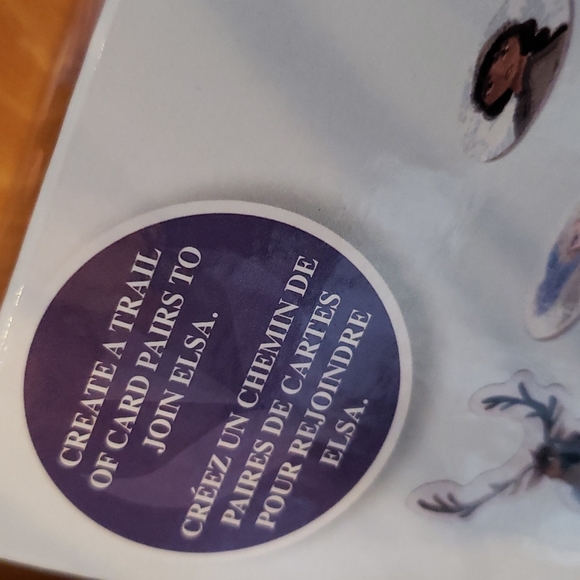 CREATE A TRAIL
OF CARD PAIRS TO
JOIN ELSA.
CRÉEZ UN CHEMIN DE
PAIRES DE CARTES
POUR REJOINDRE
ELSA.